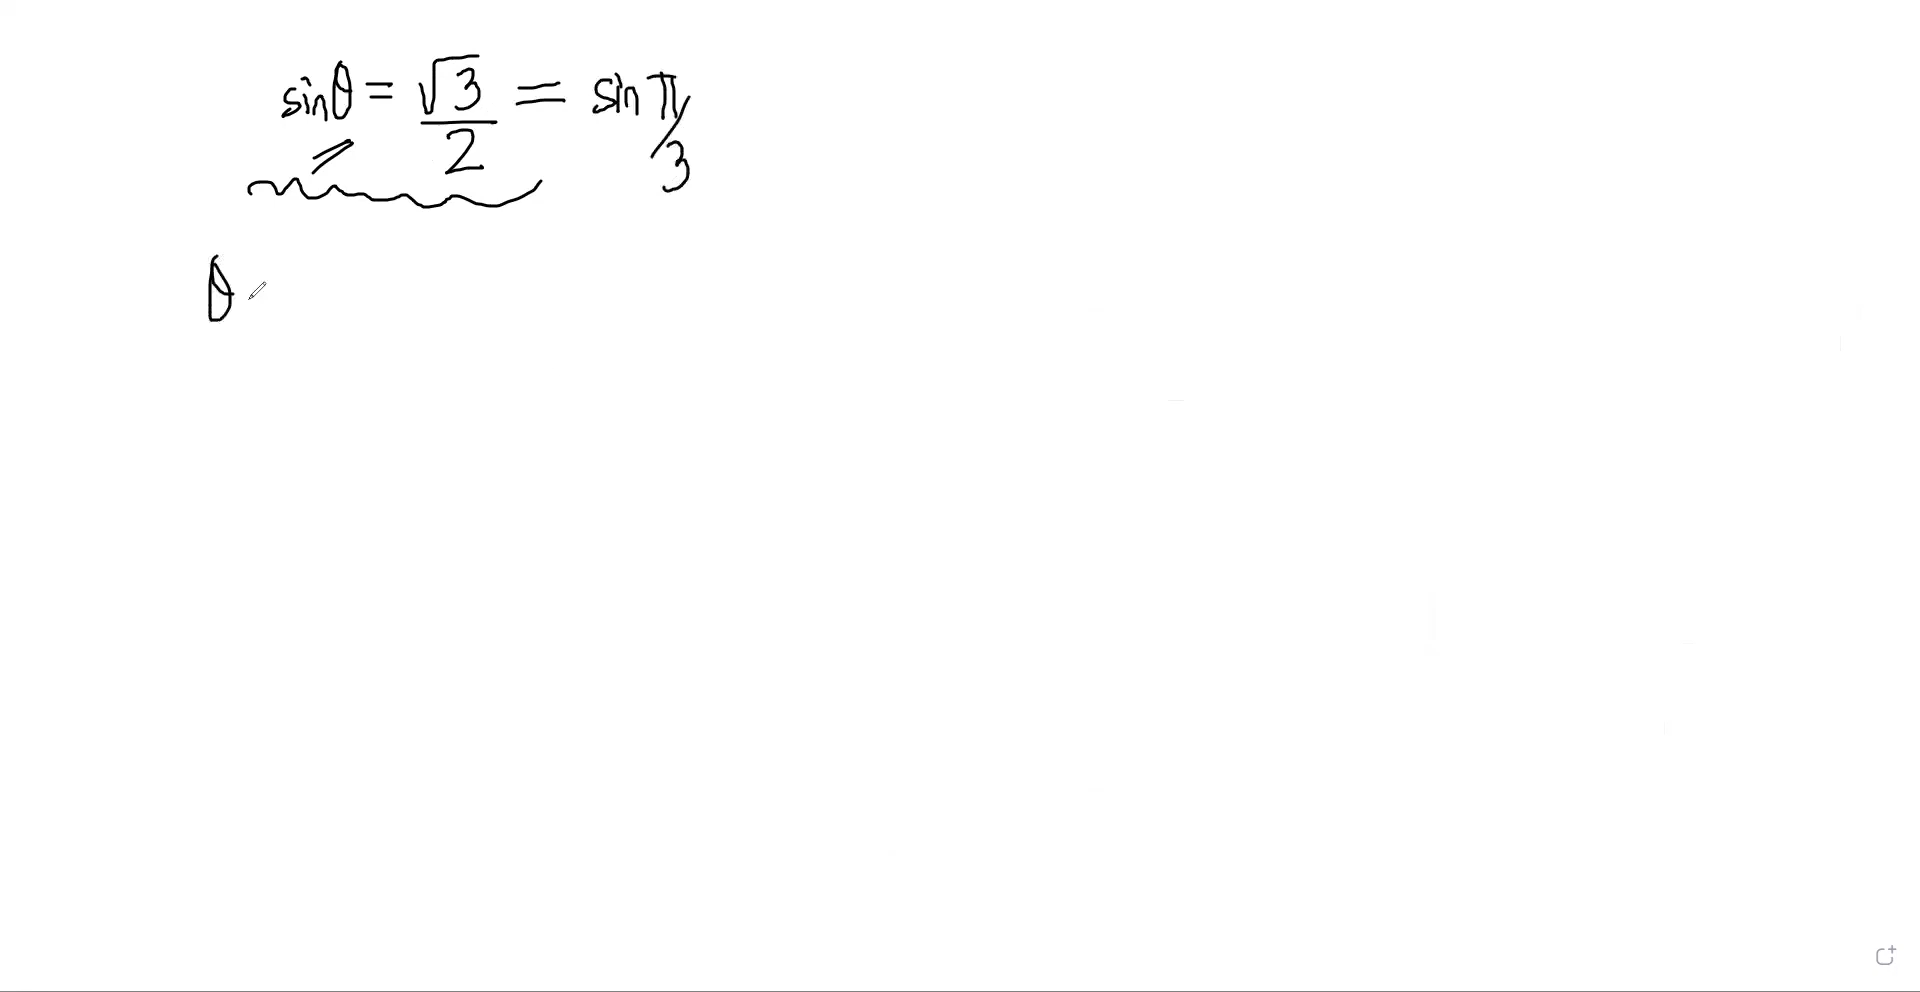 sinθ = √3/2 = sin π/3
θ